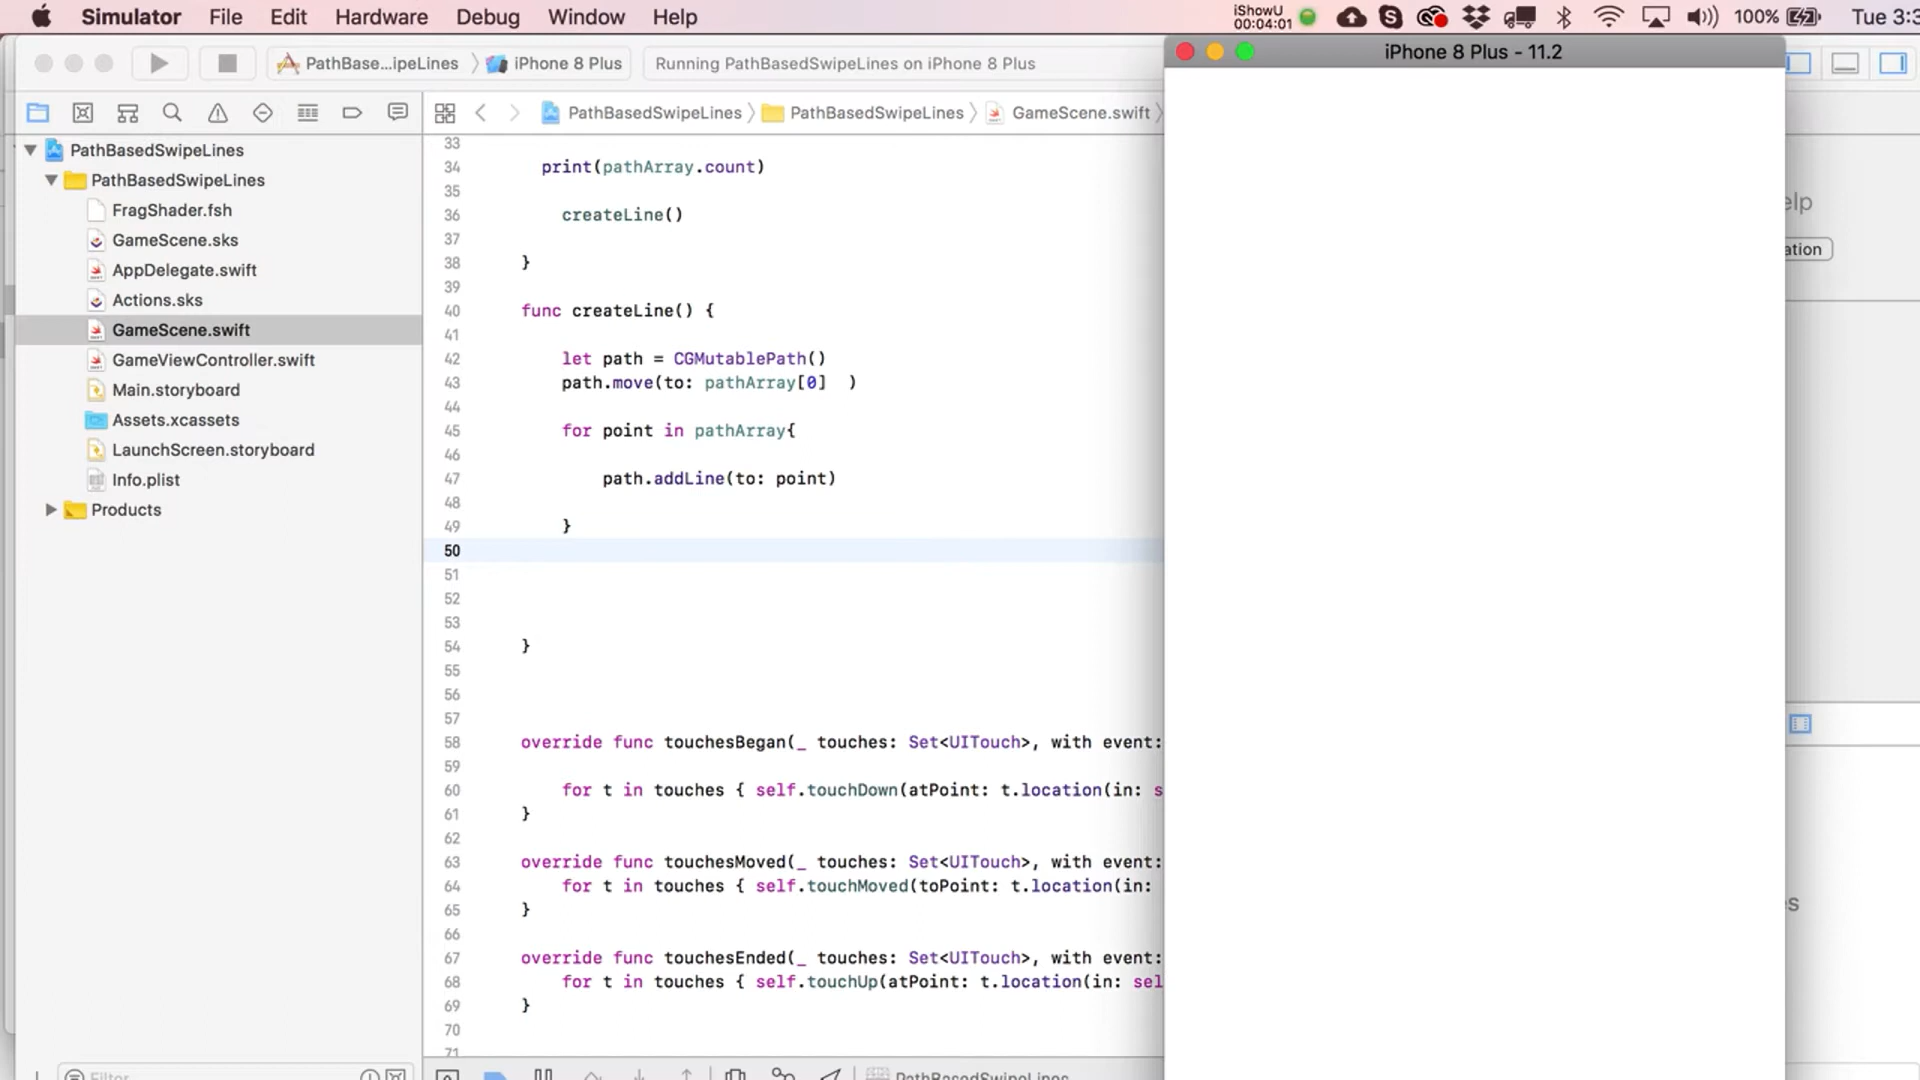 Simulator File Edit Hardware Debug Window Help iShowU 00:04:01 100% Tue 3:3
PathBase...ipeLines iPhone 8 Plus Running PathBasedSwipeLines on iPhone 8 Plus
iPhone 8 Plus - 11.2
PathBasedSwipeLines PathBasedSwipeLines GameScene.swift
PathBasedSwipeLines
PathBasedSwipeLines
FragShader.fsh
GameScene.sks
AppDelegate.swift
Actions.sks
GameScene.swift
GameViewController.swift
Main.storyboard
Assets.xcassets
LaunchScreen.storyboard
Info.plist
Products
Filter
33
34 print(pathArray.count)
35
36 createLine()
37
38 }
39
40 func createLine() {
41
42 let path = CGMutablePath()
43 path.move(to: pathArray[0] )
44
45 for point in pathArray{
46
47 path.addLine(to: point)
48
49 }
50
51
52
53
54 }
55
56
57
58 override func touchesBegan(_ touches: Set<UITouch>, with event:
59
60 for t in touches { self.touchDown(atPoint: t.location(in: s
61 }
62
63 override func touchesMoved(_ touches: Set<UITouch>, with event:
64 for t in touches { self.touchMoved(toPoint: t.location(in:
65 }
66
67 override func touchesEnded(_ touches: Set<UITouch>, with event:
68 for t in touches { self.touchUp(atPoint: t.location(in: sel
69 }
70
71
PathBasedSwipeLines
elp
ation
s